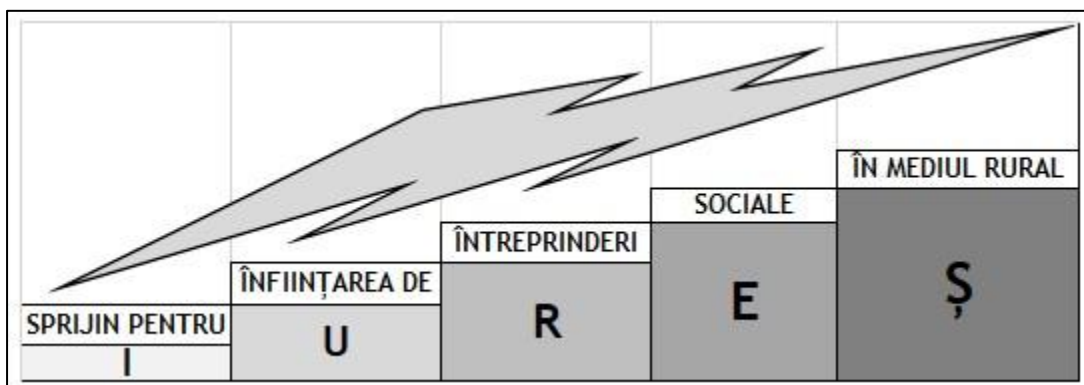 SPRIJIN PENTRU
I
ÎNFIINȚAREA DE
U
ÎNTREPRINDERI
R
SOCIALE
E
ÎN MEDIUL RURAL
Ș